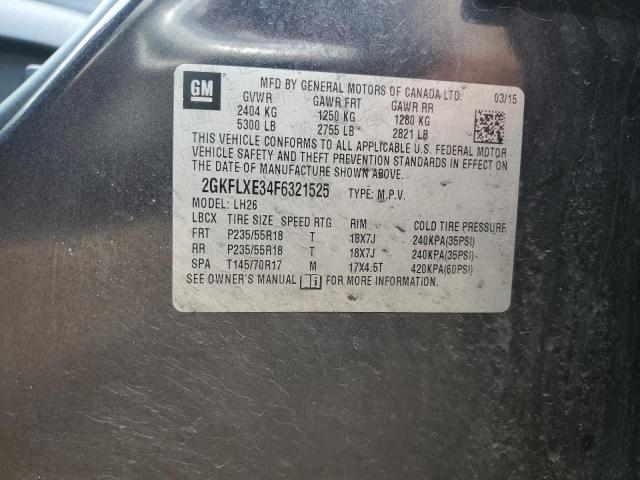 GM MFD BY GENERAL MOTORS OF CANADA LTD. 03/15
GVWR GAWR FRT GAWR RR
2404 KG 1250 KG 1280 KG
5300 LB 2755 LB 2821 LB
THIS VEHICLE CONFORMS TO ALL APPLICABLE U.S. FEDERAL MOTOR
VEHICLE SAFETY AND THEFT PREVENTION STANDARDS IN EFFECT ON
THE DATE OF MANUFACTURE SHOWN ABOVE.
2GKFLXE34F6321525 TYPE: M.P.V.
MODEL: LH26
LBCX TIRE SIZE SPEED RTG RIM COLD TIRE PRESSURE
FRT P235/55R18 T 18X7J 240KPA(35PSI)
RR P235/55R18 T 18X7J 240KPA(35PSI)
SPA T145/70R17 M 17X4.5T 420KPA(60PSI)
SEE OWNER'S MANUAL FOR MORE INFORMATION.